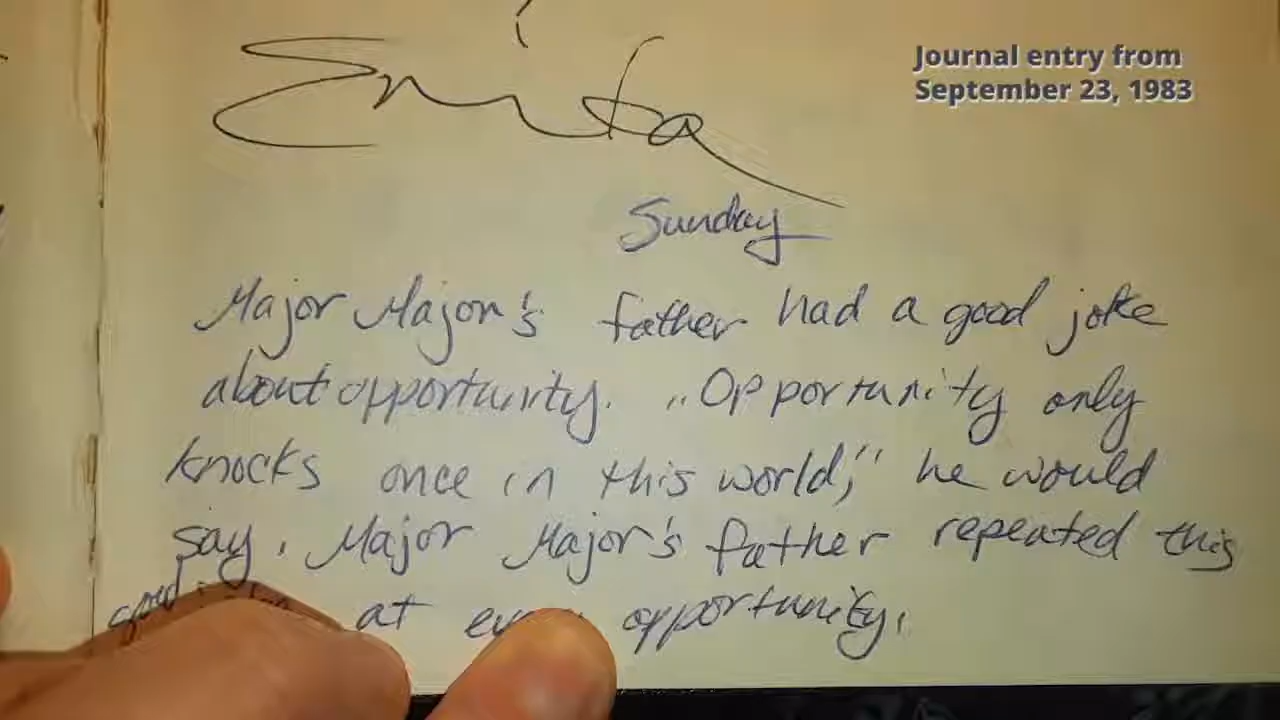 Erita
Journal entry from
September 23, 1983
Sunday
Major Major's father had a good joke
about opportunity. „Opportunity only
knocks once in this world," he would
say. Major Major's father repeated this
at opportunity.